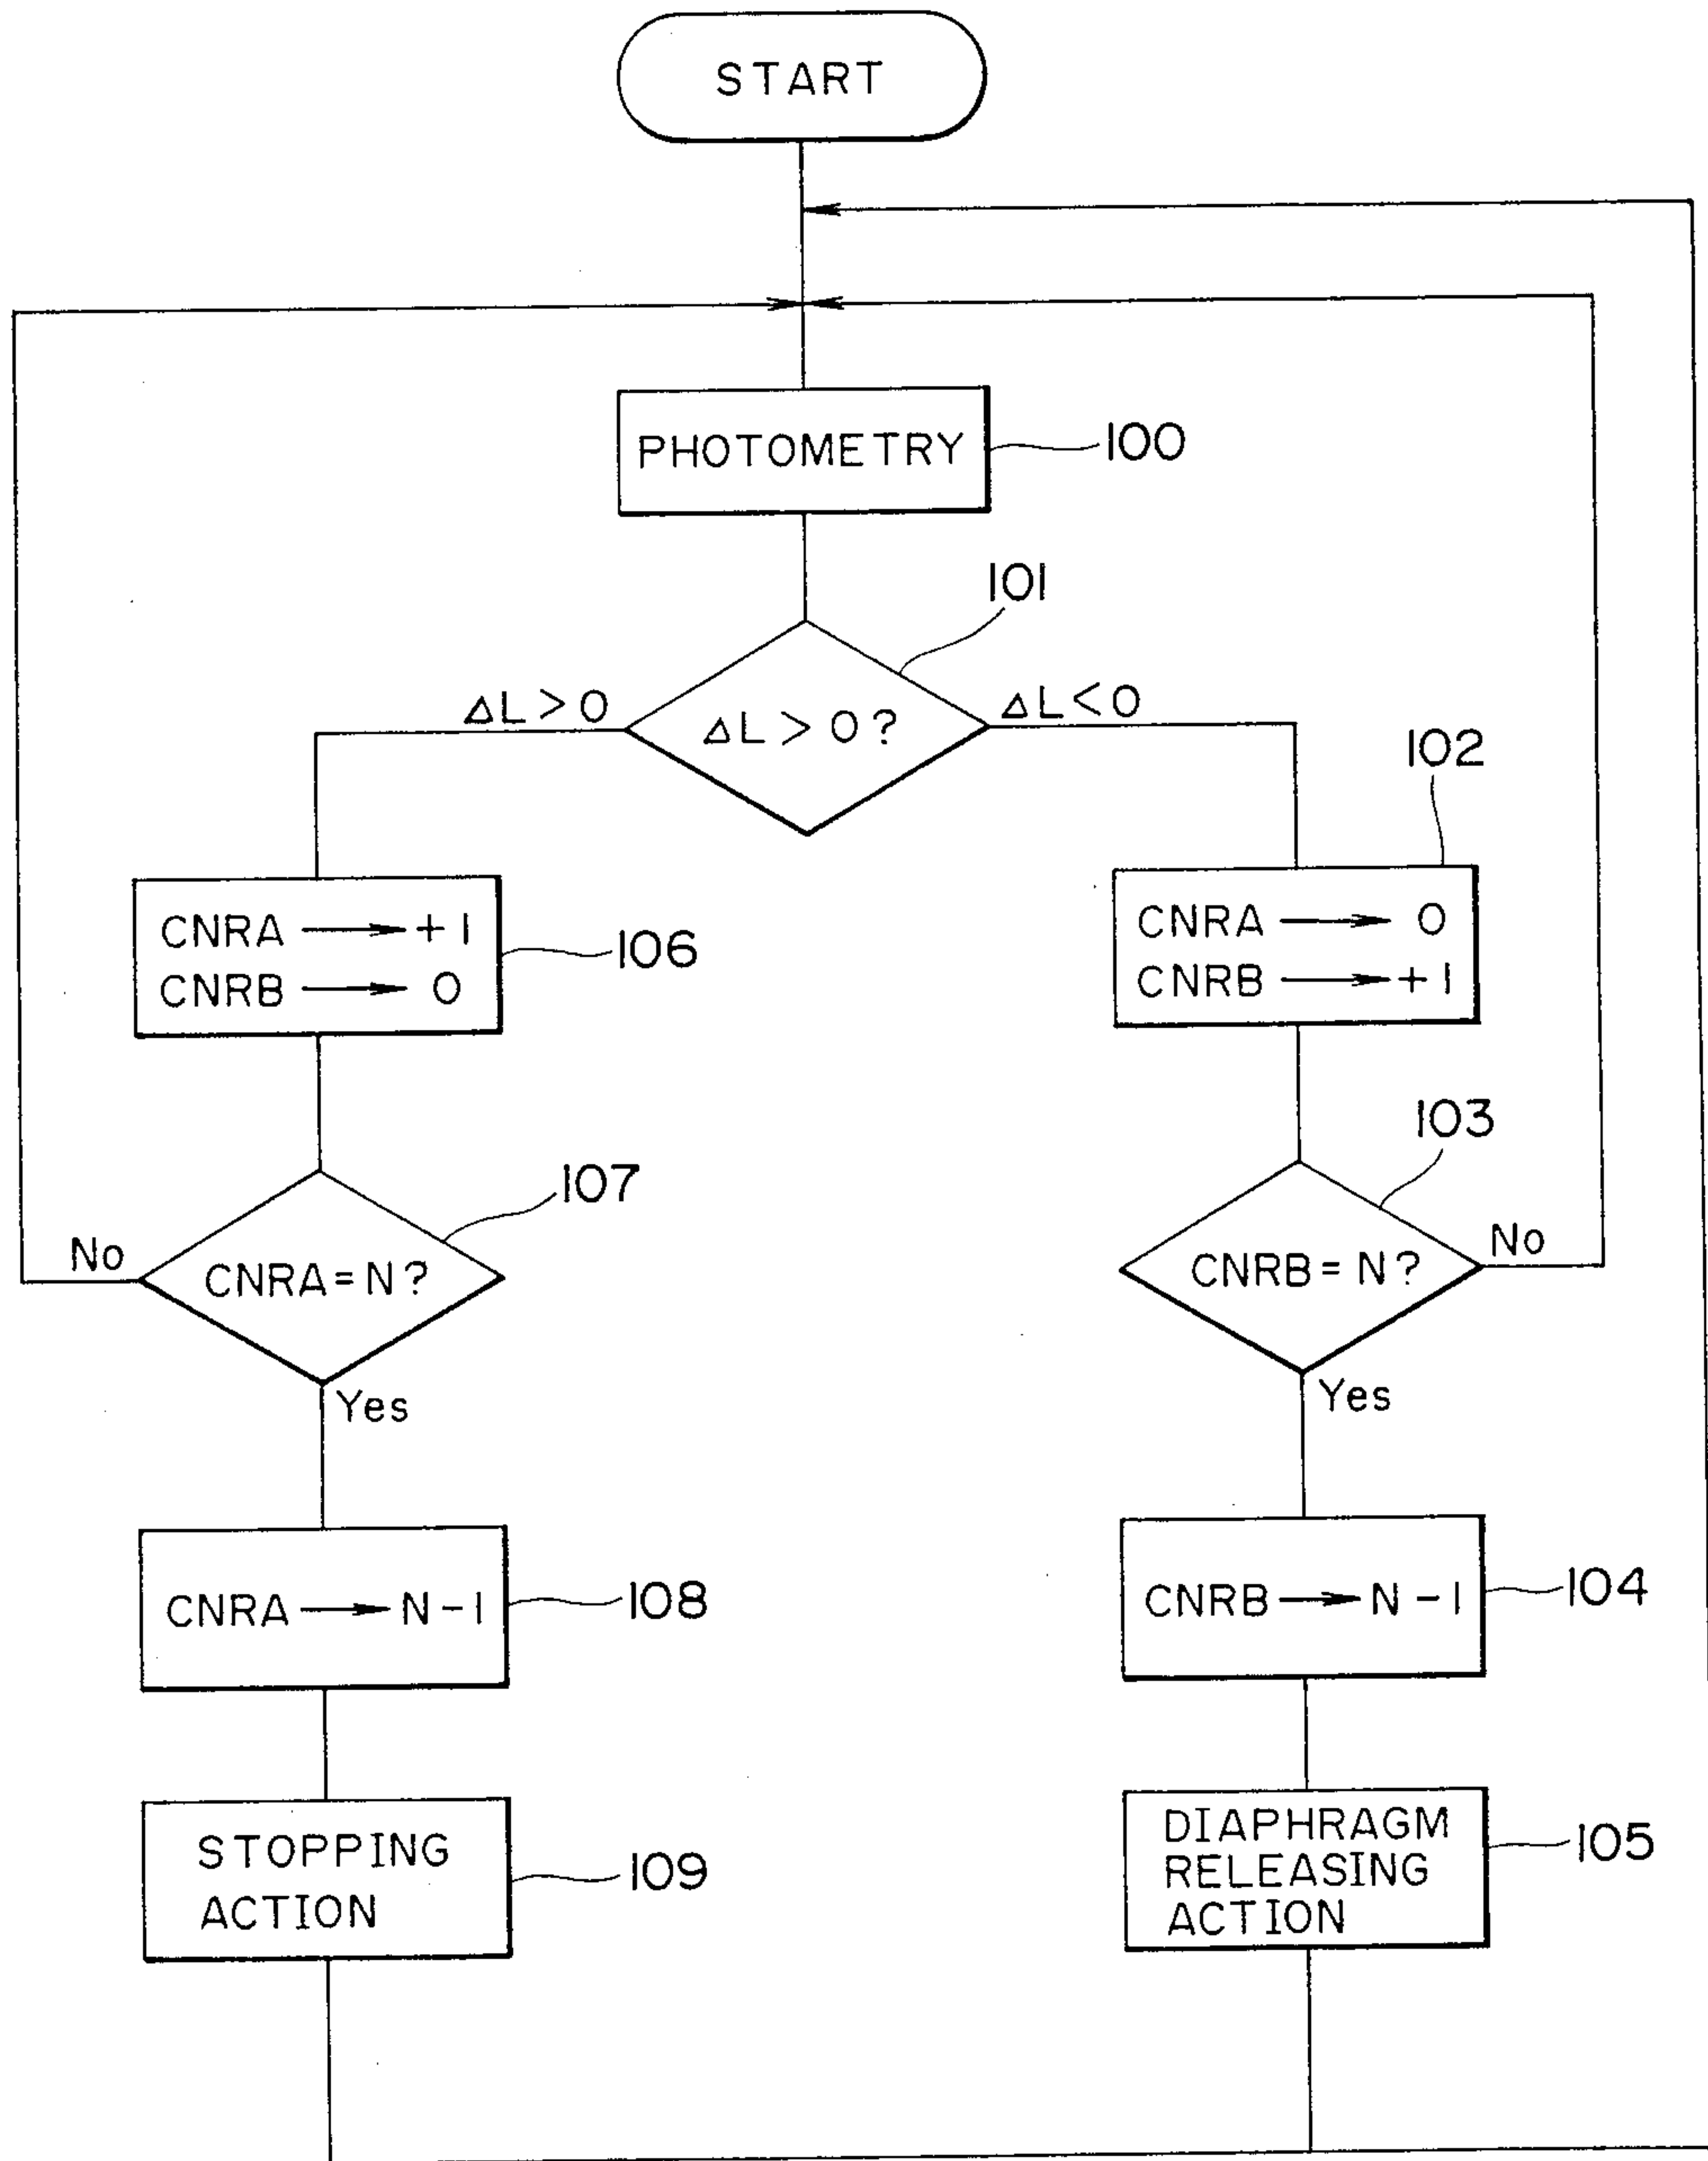 START
PHOTOMETRY
100
101
ΔL>0
ΔL>0?
ΔL<0
102
CNRA → +1
CNRB → 0
106
CNRA → 0
CNRB → +1
107
103
No
CNRA=N?
CNRB=N?
No
Yes
Yes
CNRA → N-1
108
CNRB → N-1
104
STOPPING
ACTION
109
DIAPHRAGM
RELEASING
ACTION
105